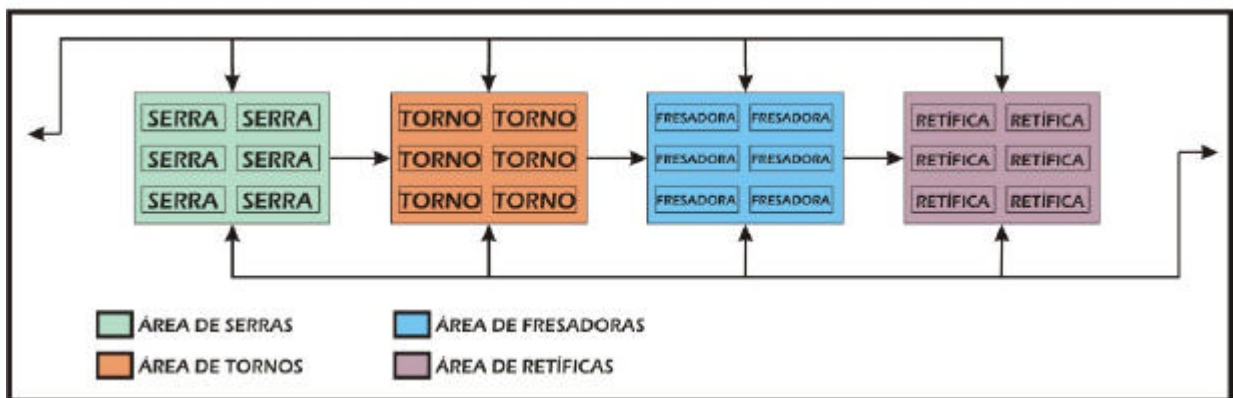 SERRA SERRA TORNO TORNO FRESADORA FRESADORA RETÍFICA RETÍFICA
SERRA SERRA TORNO TORNO FRESADORA FRESADORA RETÍFICA RETÍFICA
SERRA SERRA TORNO TORNO FRESADORA FRESADORA RETÍFICA RETÍFICA
ÁREA DE SERRAS ÁREA DE FRESADORAS
ÁREA DE TORNOS ÁREA DE RETÍFICAS